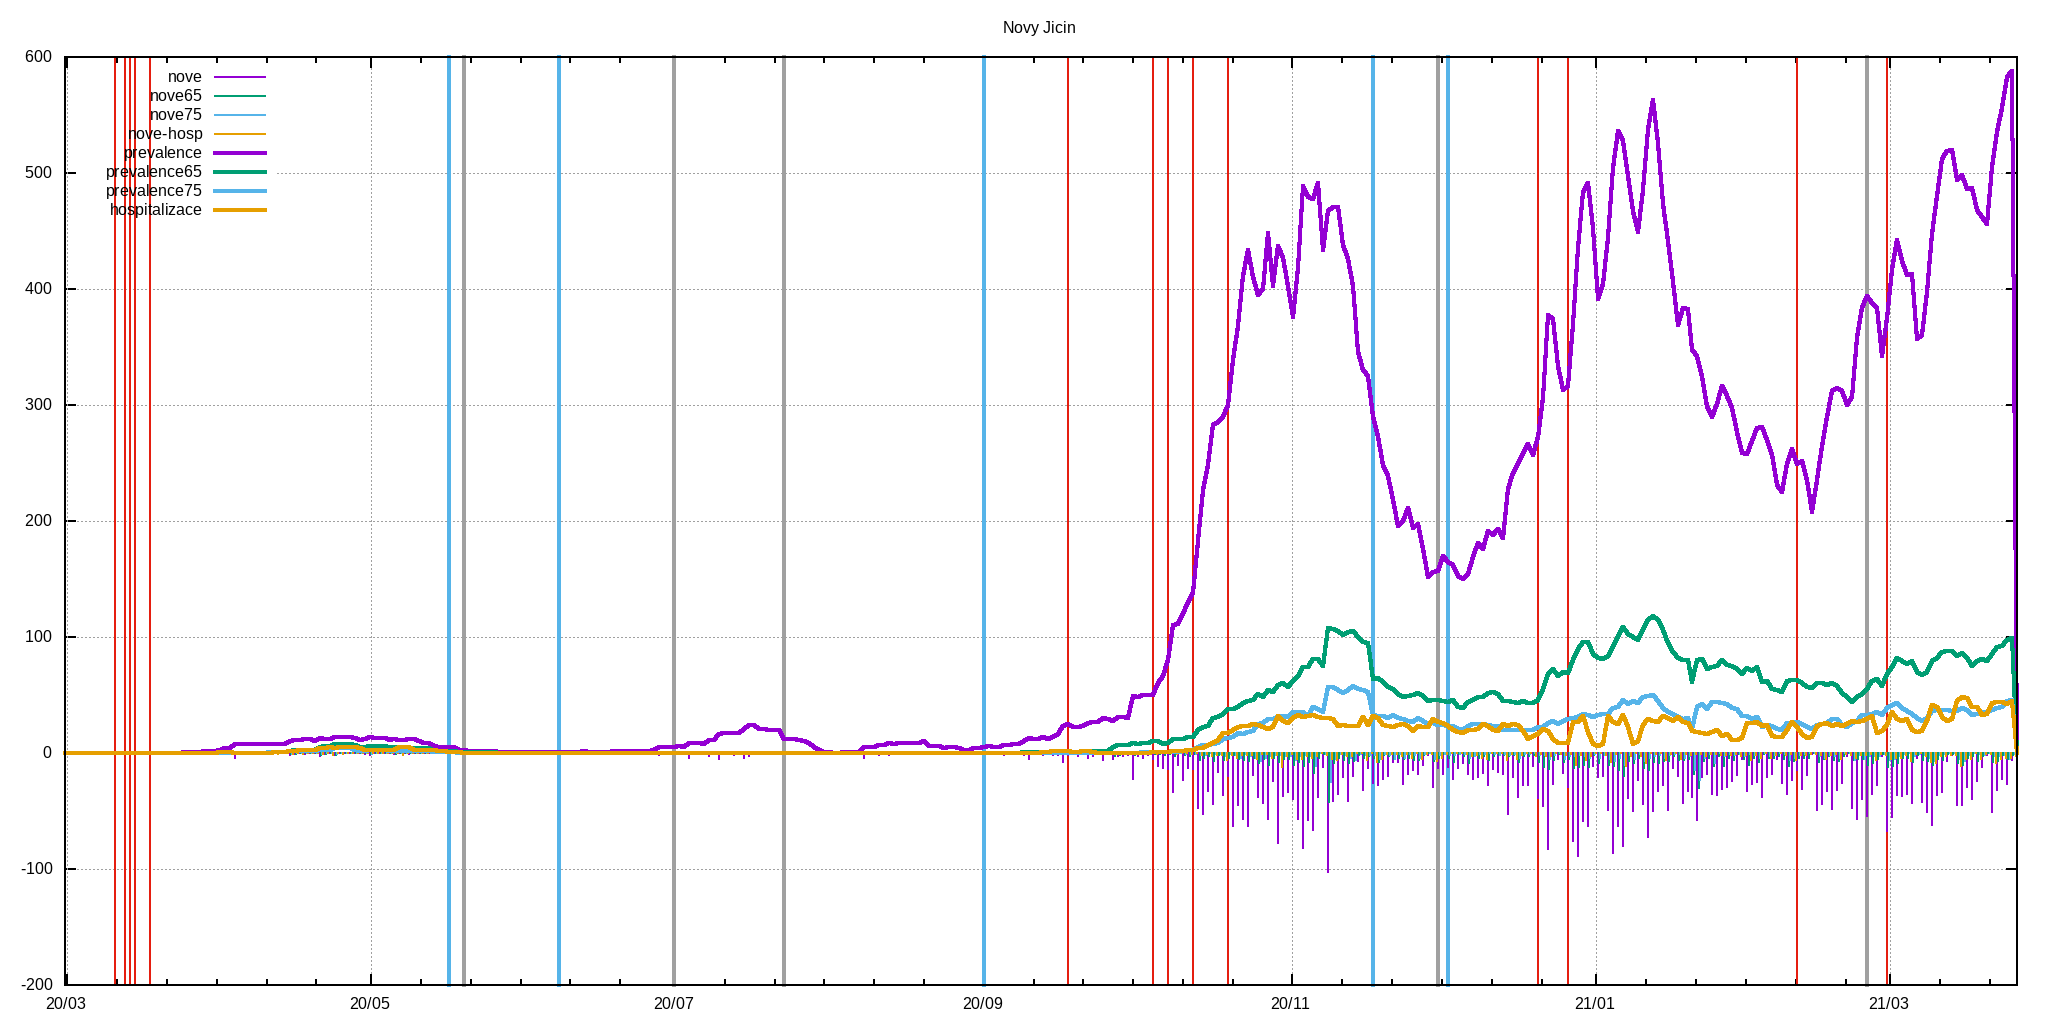 Novy Jicin
600
500
400
300
200
100
0
-100
-200
nove
nove65
nove75
nove-hosp
prevalence
prevalence65
prevalence75
hospitalizace
20/03
20/05
20/07
20/09
20/11
21/01
21/03